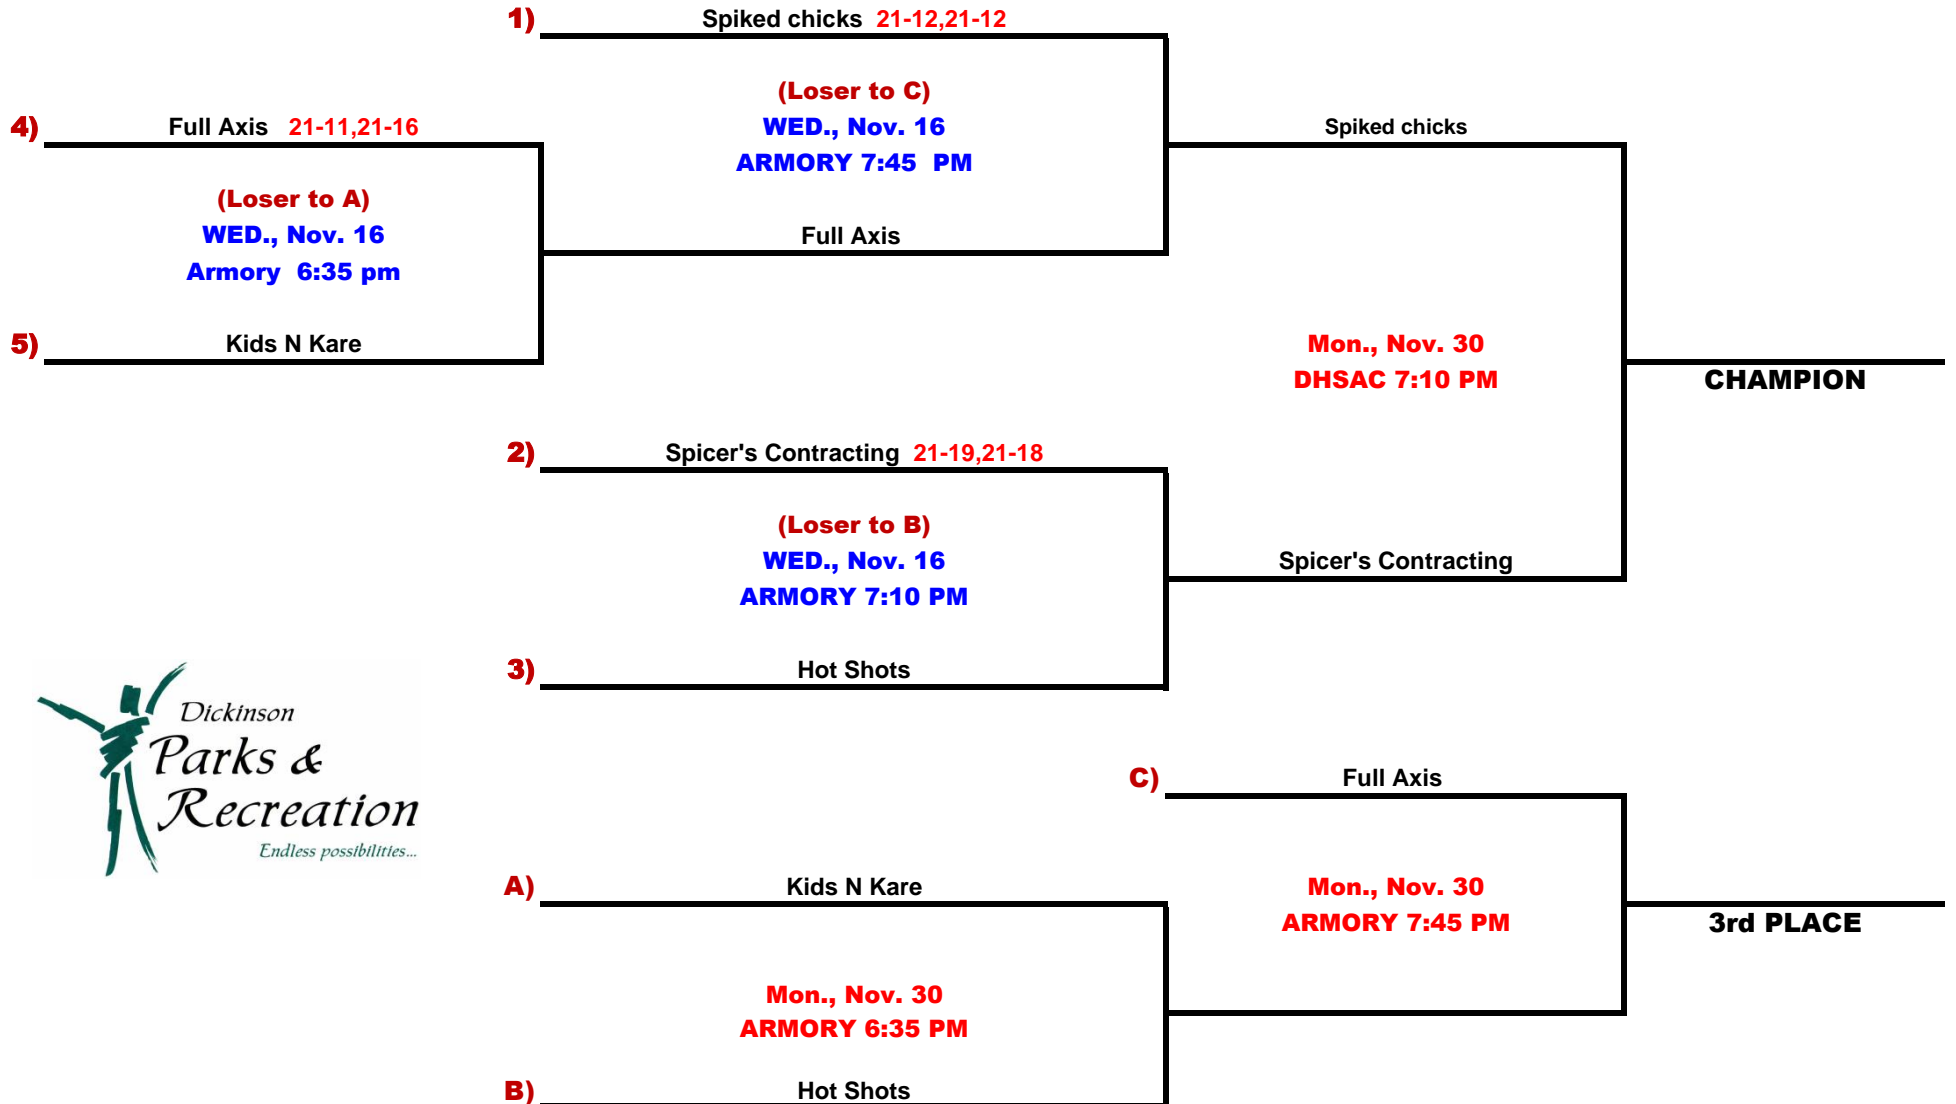 1) Spiked chicks 21-12,21-12
(Loser to C)
WED., Nov. 16
ARMORY 7:45 PM
4) Full Axis 21-11,21-16
Spiked chicks
(Loser to A)
WED., Nov. 16
Armory 6:35 pm
Full Axis
5) Kids N Kare
Mon., Nov. 30
DHSAC 7:10 PM
CHAMPION
2) Spicer's Contracting 21-19,21-18
(Loser to B)
WED., Nov. 16
ARMORY 7:10 PM
Spicer's Contracting
3) Hot Shots
Dickinson
Parks &
Recreation
Endless possibilities...
C) Full Axis
A) Kids N Kare
Mon., Nov. 30
ARMORY 7:45 PM
3rd PLACE
Mon., Nov. 30
ARMORY 6:35 PM
B) Hot Shots